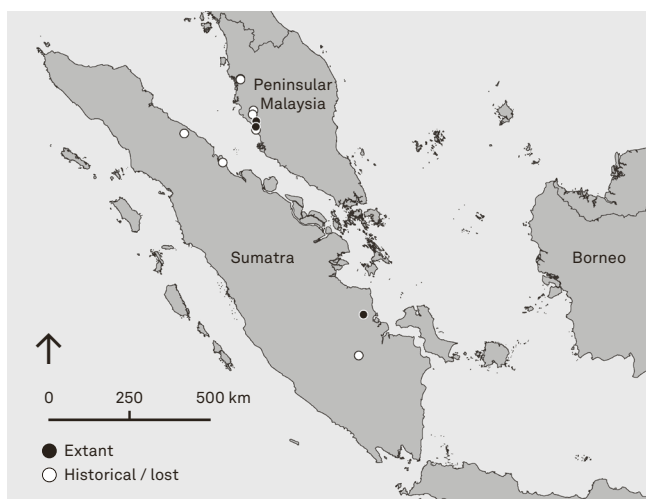 Peninsular
Malaysia
Sumatra
Borneo
0 250 500 km
Extant
Historical / lost